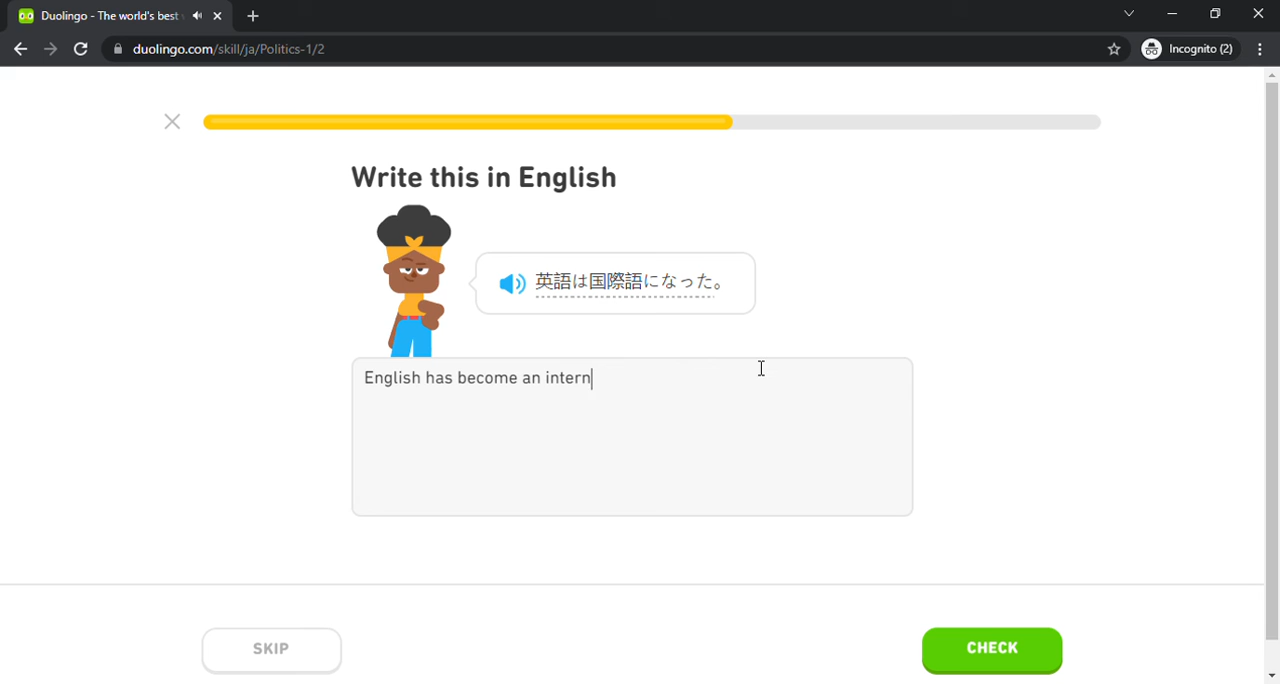 Duolingo - The world's best
duolingo.com/skill/ja/Politics-1/2
Incognito (2)
Write this in English
英語は国際語になった。
English has become an intern
SKIP
CHECK